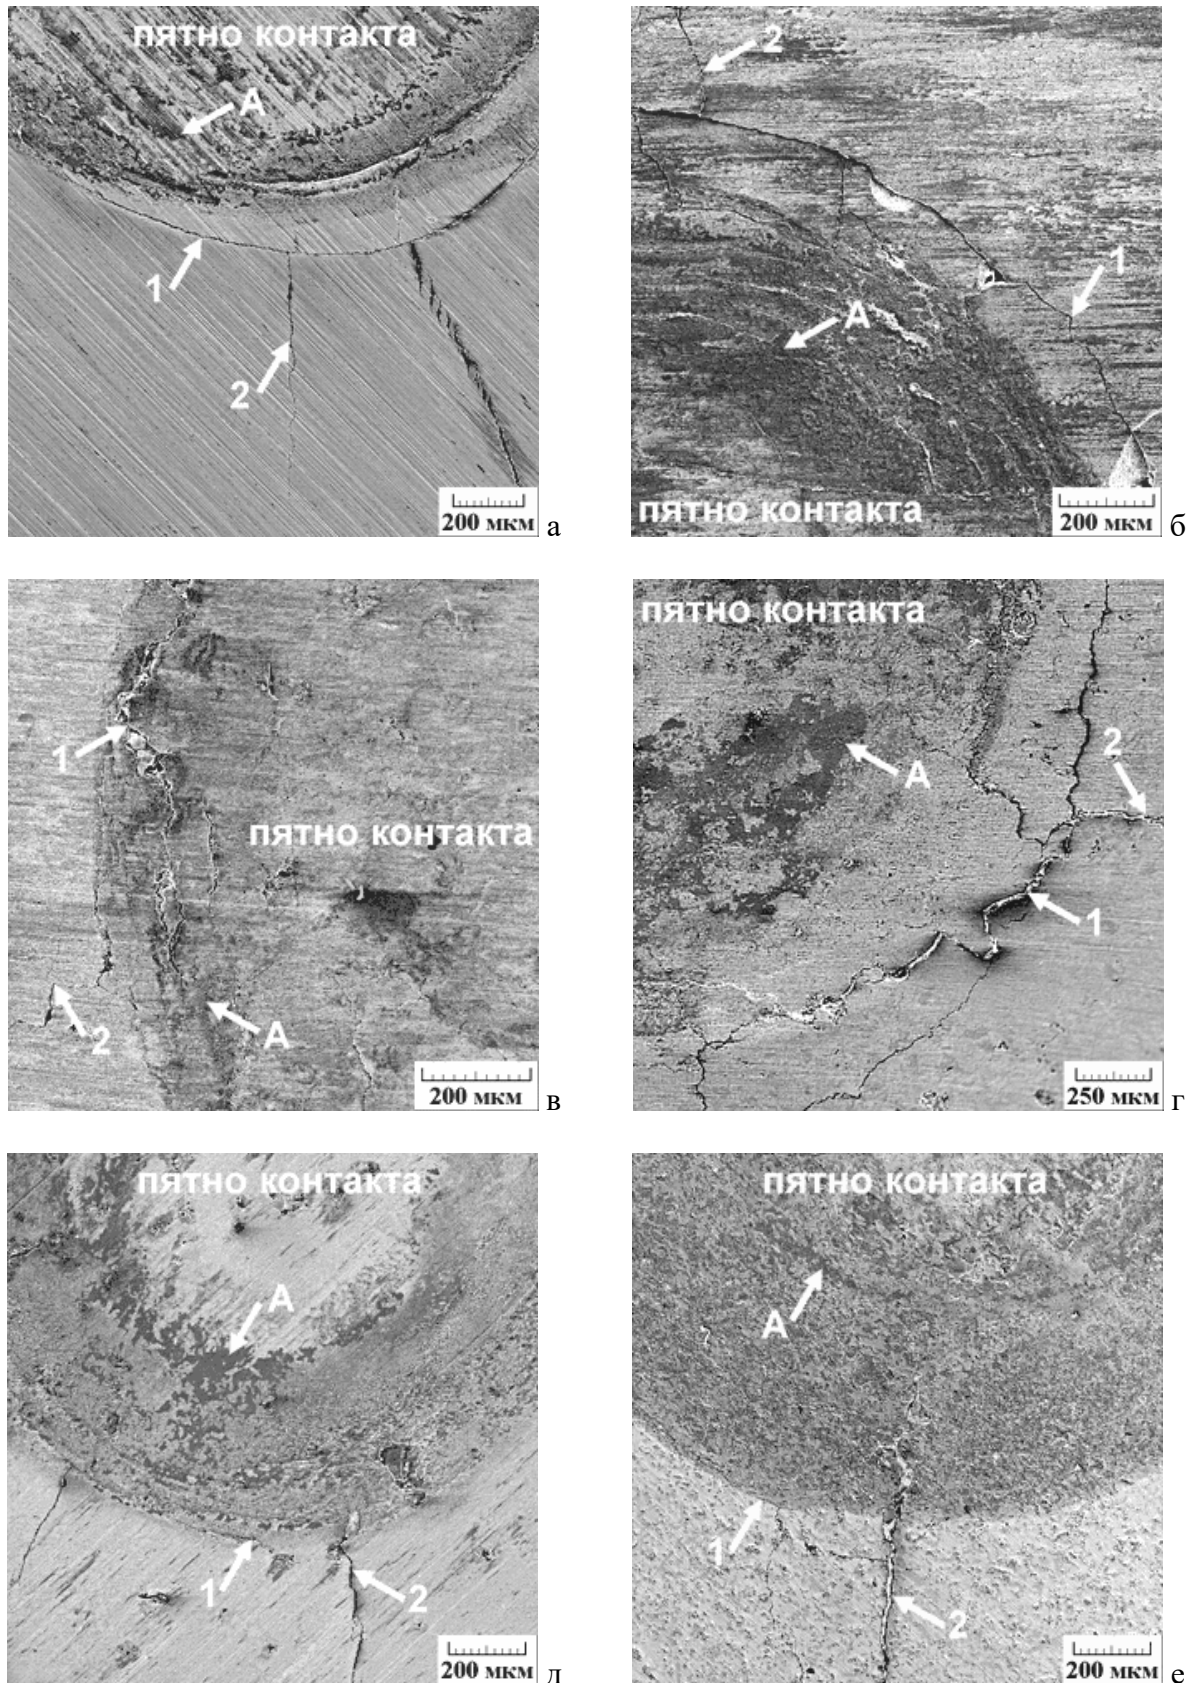 пятно контакта
А
1
2
200 мкм
а
2
1
А
пятно контакта
200 мкм
б
1
пятно контакта
2
А
200 мкм
в
пятно контакта
2
А
1
250 мкм
г
пятно контакта
А
1
2
200 мкм
д
пятно контакта
А
1
2
200 мкм
е